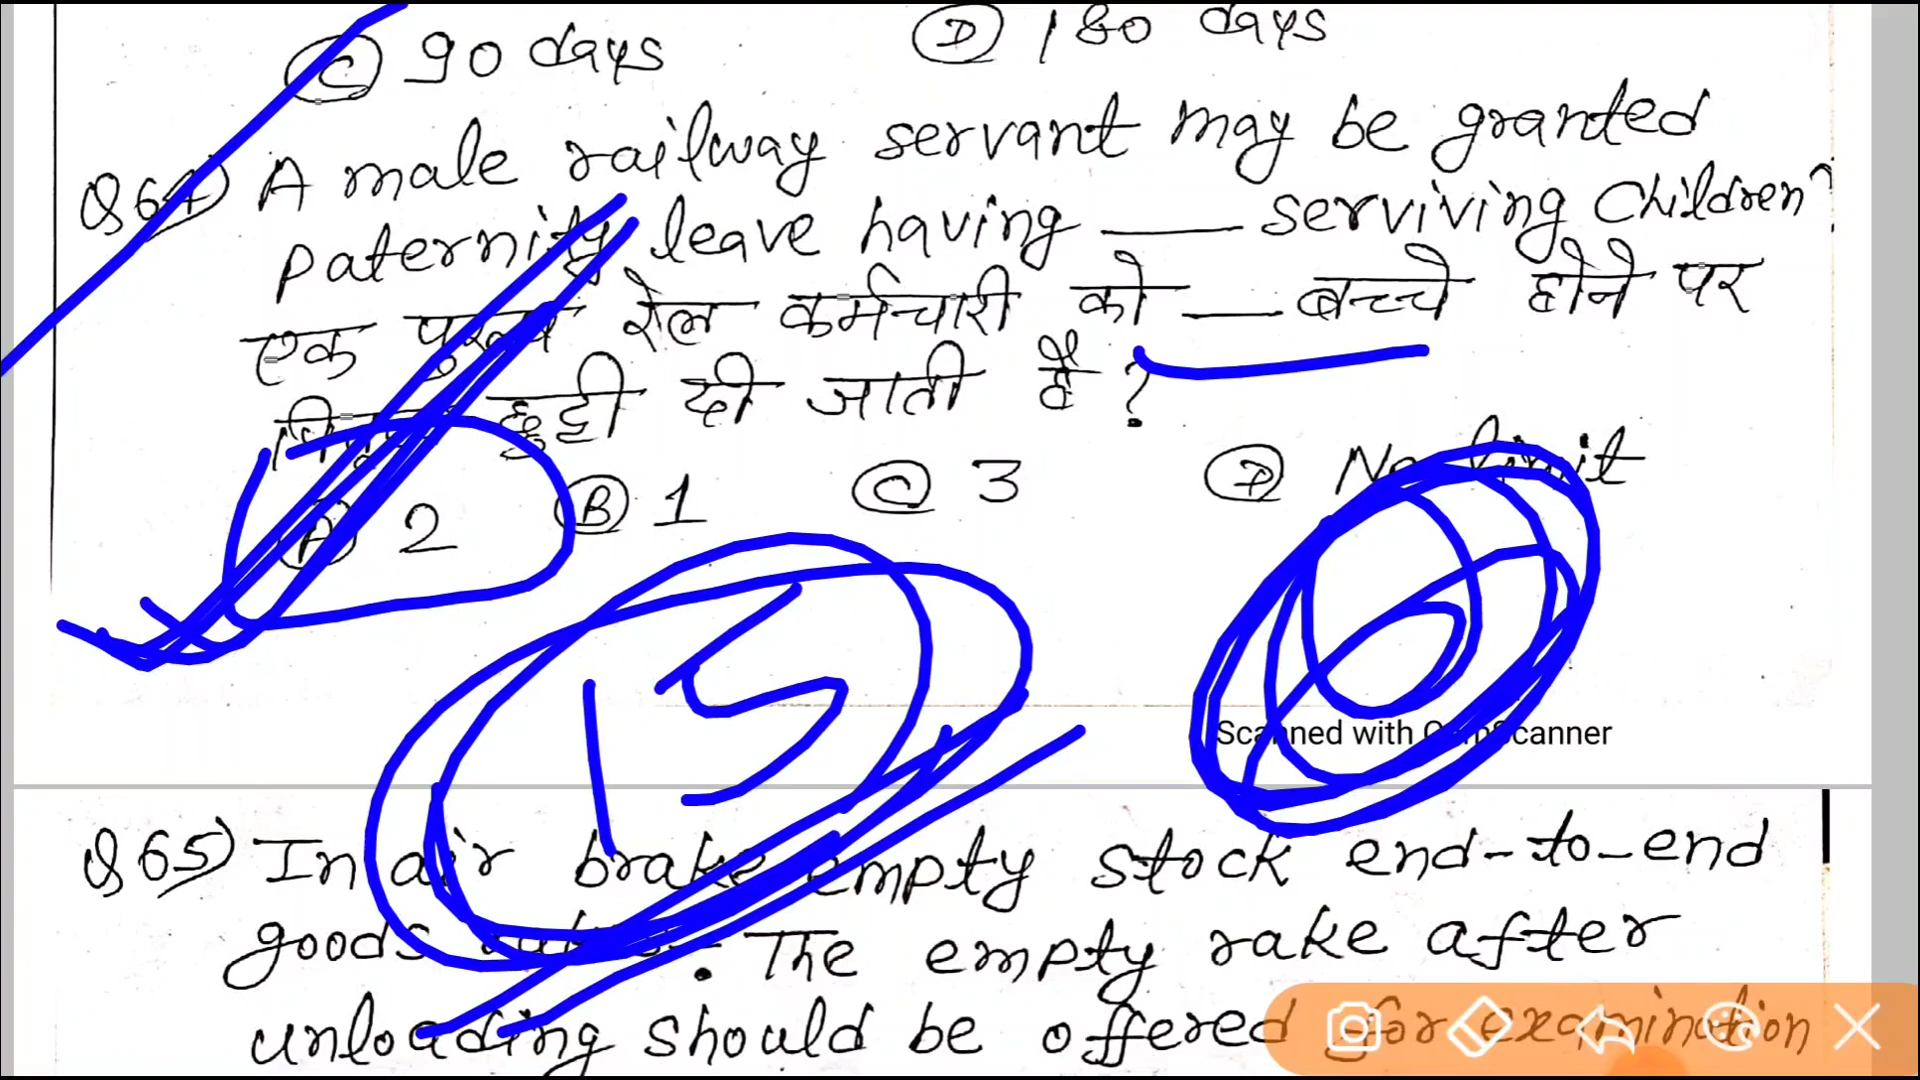 Ⓒ 90 days Ⓓ 180 days
Q64) A male railway servant may be granted
paternity leave having ___ serviving Children?
एक पुरुष रेल कर्मचारी को __ बच्चे होने पर
छुट्टी दी जाती है?
Ⓐ 2 Ⓑ 1 Ⓒ 3 Ⓓ No limit
15
Scanned with CamScanner
Q65) In air brake empty stock end-to-end
goods . The empty rake after
unloading should be offered for examination